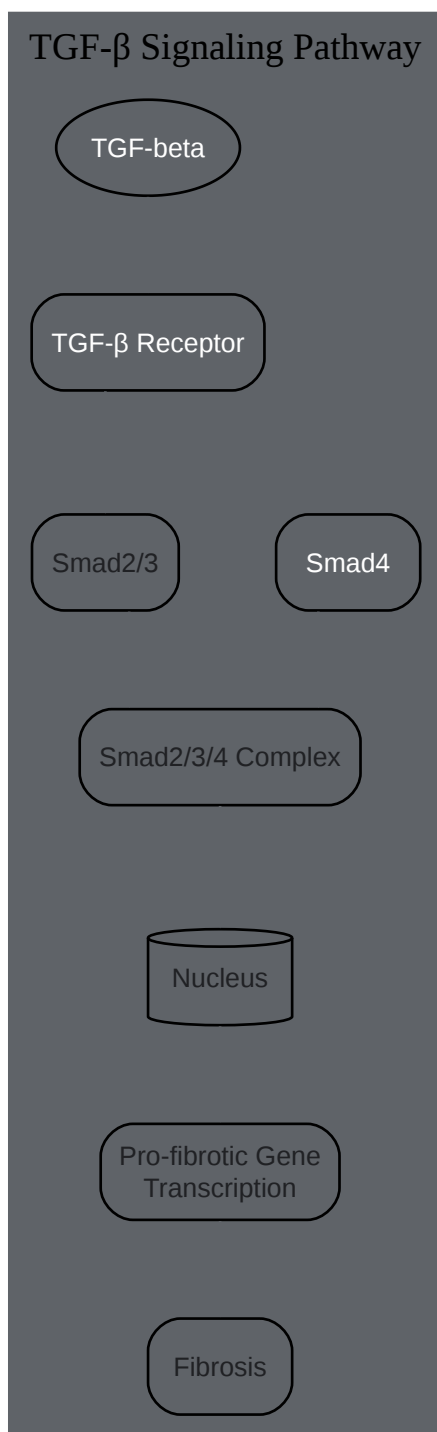 TGF-β Signaling Pathway
TGF-beta
TGF-β Receptor
Smad2/3
Smad4
Smad2/3/4 Complex
Nucleus
Pro-fibrotic Gene
Transcription
Fibrosis